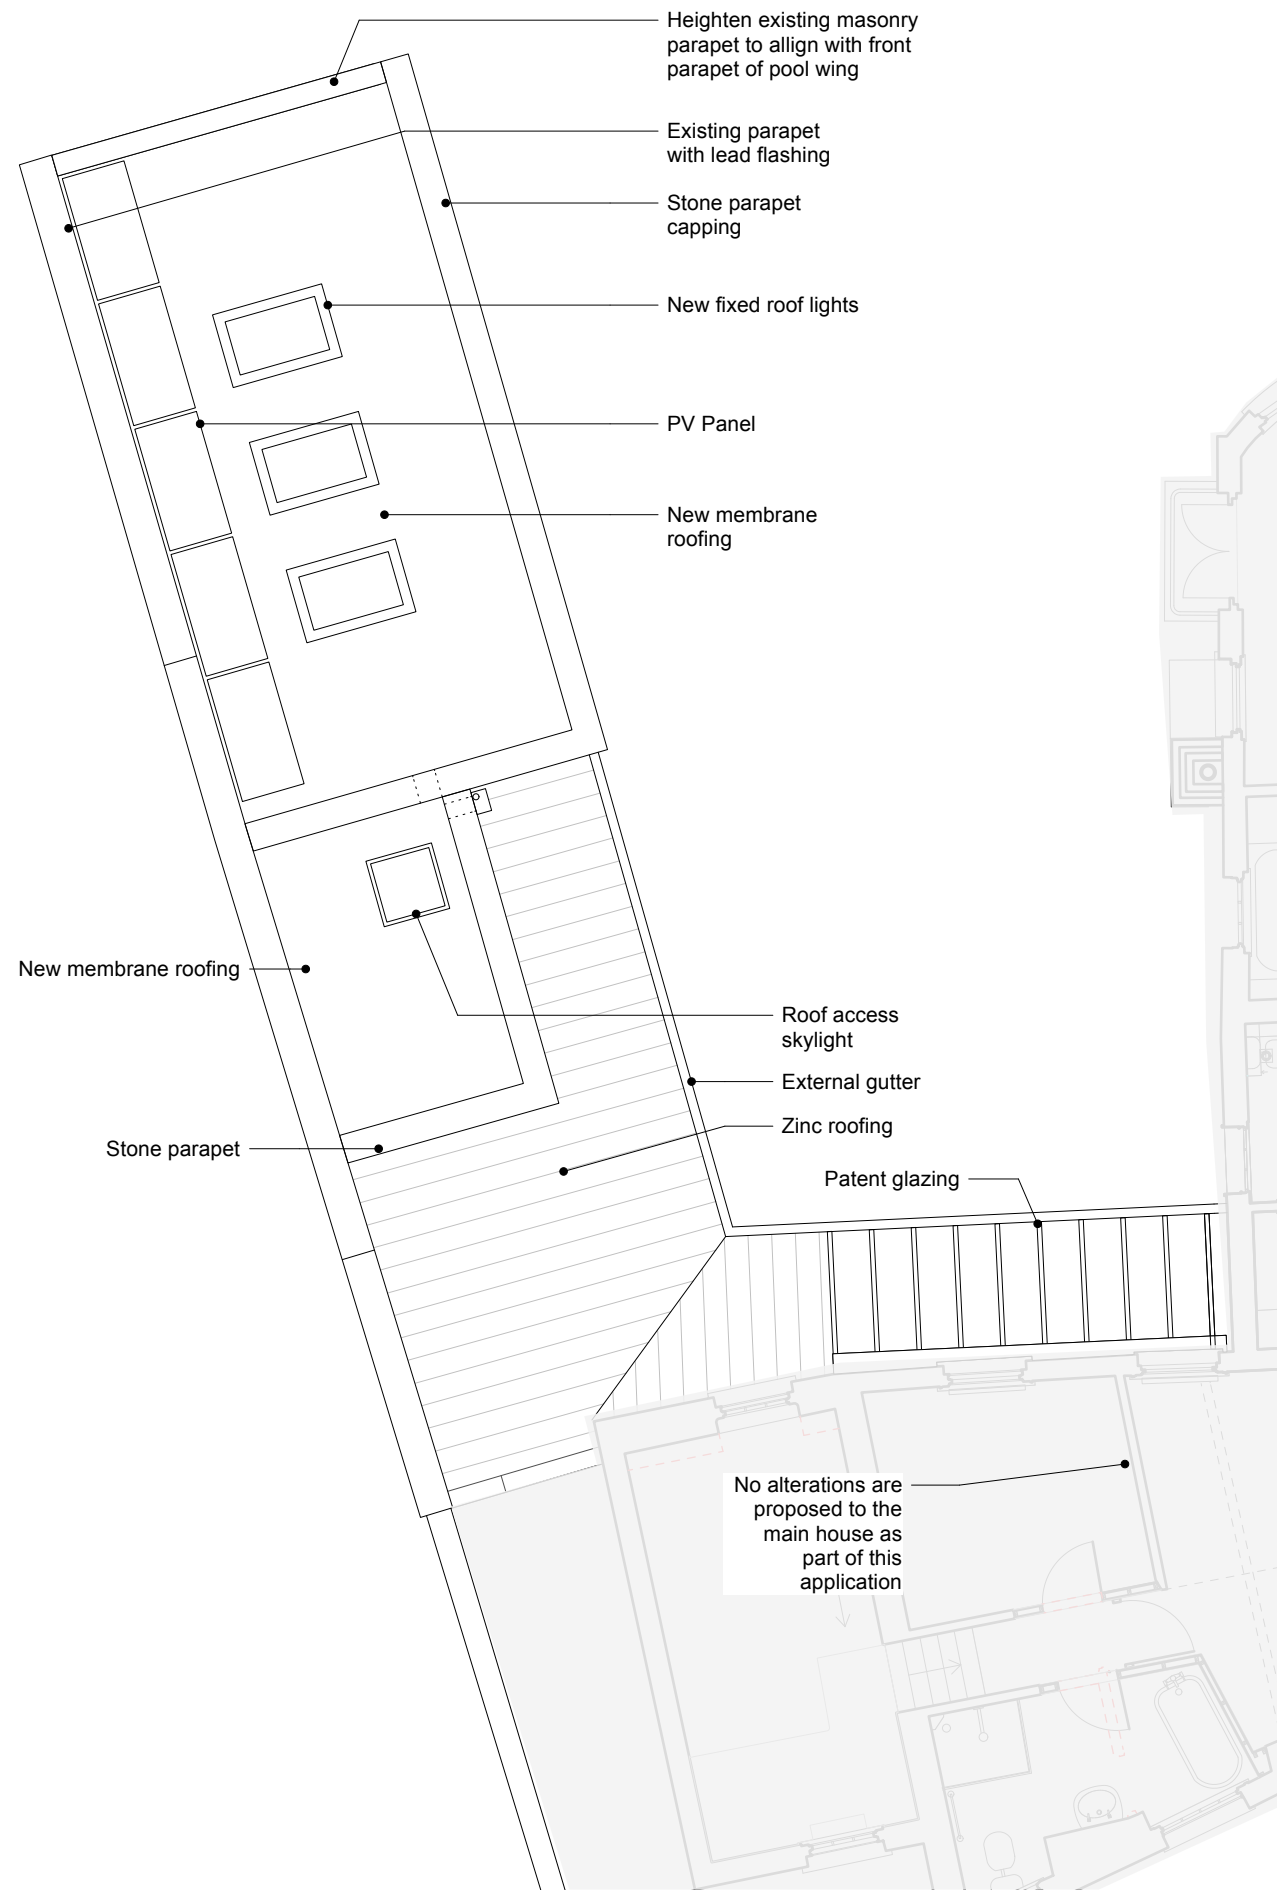 Heighten existing masonry
parapet to allign with front
parapet of pool wing
Existing parapet
with lead flashing
Stone parapet
capping
New fixed roof lights
PV Panel
New membrane
roofing
New membrane roofing
Roof access
skylight
External gutter
Zinc roofing
Stone parapet
Patent glazing
No alterations are
proposed to the
main house as
part of this
application